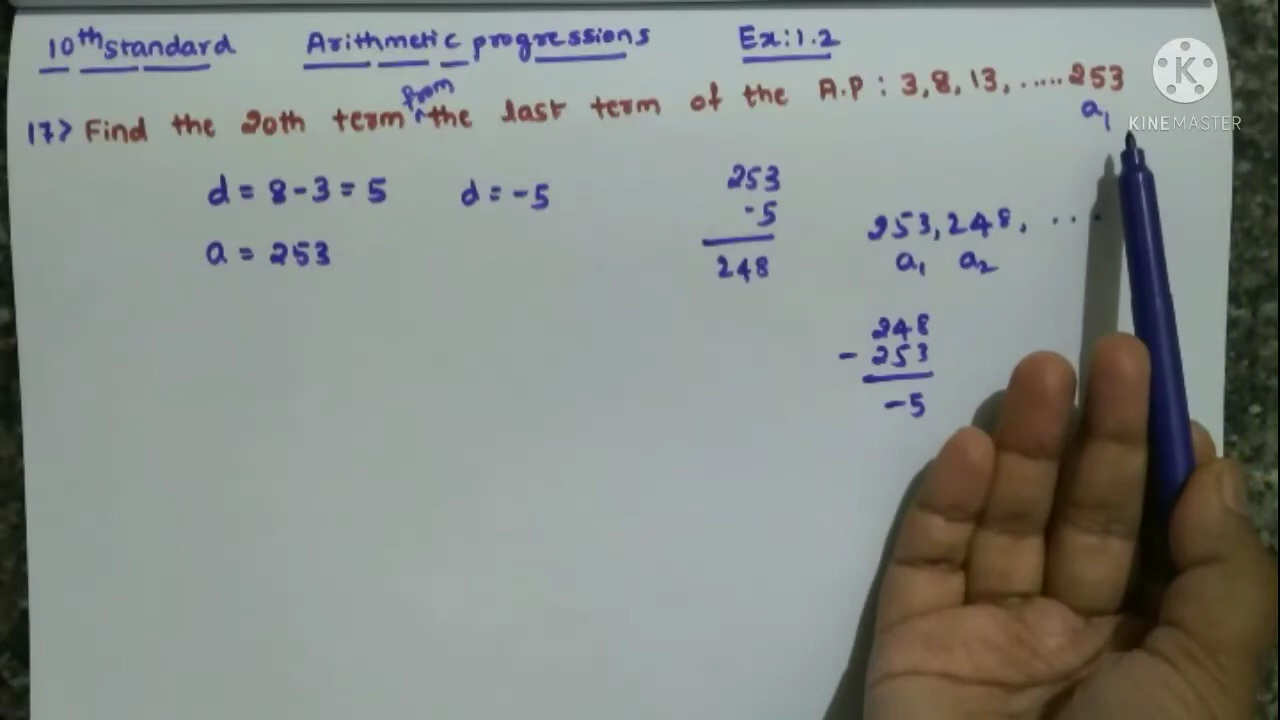 10th standard Arithmetic progressions Ex:1.2
K
KINEMASTER
17> Find the 20th term from the last term of the A.P : 3, 8, 13, ..... 253
a1
d = 8 - 3 = 5 d = -5
a = 253
253
-5
248
253, 248, ...
a1 a2
248
- 253
-5